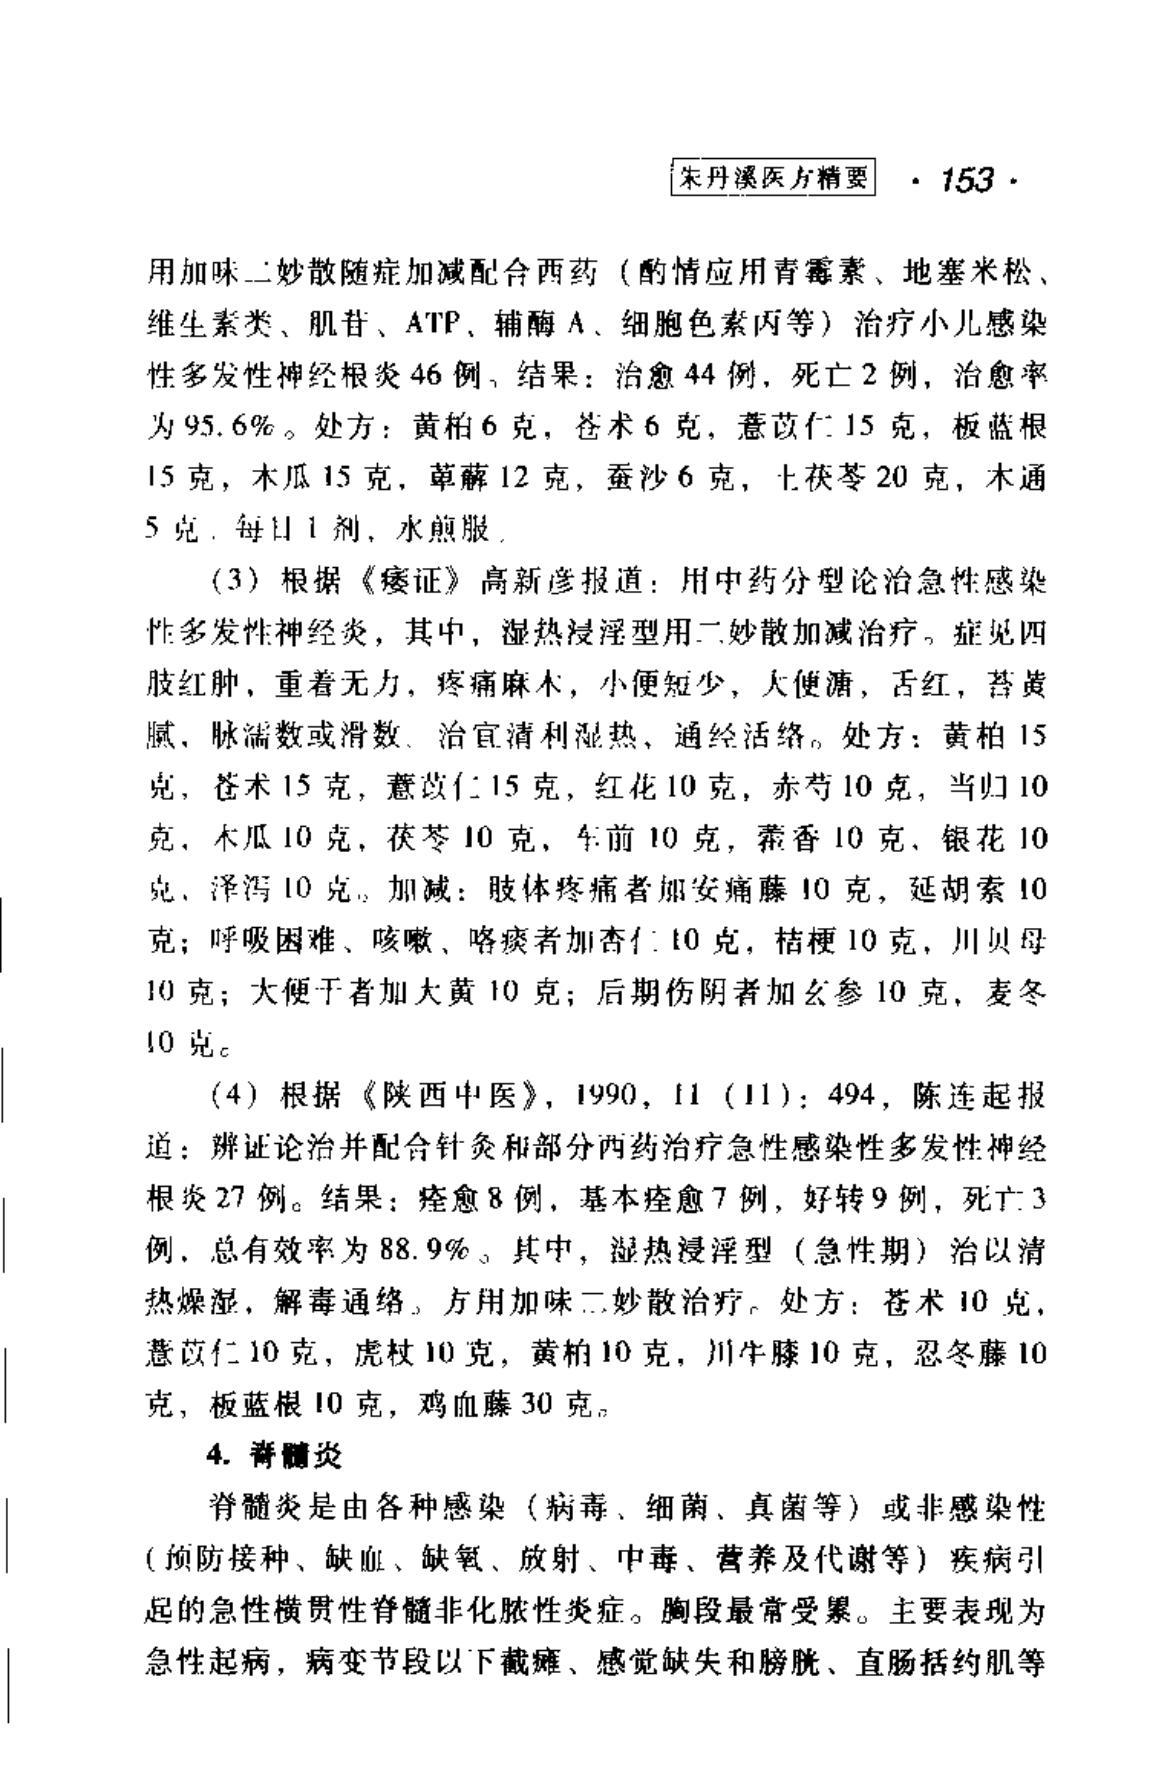 朱丹溪医方精要 · 153 ·
用加味二妙散随症加减配合西药（酌情应用青霉素、地塞米松、
维生素类、肌苷、ATP、辅酶 A、细胞色素丙等）治疗小儿感染
性多发性神经根炎 46 例。结果：治愈 44 例，死亡 2 例，治愈率
为 95.6%。处方：黄柏 6 克，苍术 6 克，薏苡仁 15 克，板蓝根
15 克，木瓜 15 克，萆薢 12 克，蚕沙 6 克，土茯苓 20 克，木通
5 克．每日 1 剂，水煎服．
（3）根据《痿证》高新彦报道：用中药分型论治急性感染
性多发性神经炎，其中，湿热浸淫型用二妙散加减治疗。症见四
肢红肿，重着无力，疼痛麻木，小便短少，大便溏，舌红，苔黄
腻，脉濡数或滑数。治宜清利湿热，通经活络。处方：黄柏 15
克，苍术 15 克，薏苡仁 15 克，红花 10 克，赤芍 10 克，当归 10
克，木瓜 10 克，茯苓 10 克，车前 10 克，藿香 10 克、银花 10
克、泽泻 10 克。加减：肢体疼痛者加安痛藤 10 克，延胡索 10
克；呼吸困难、咳嗽、咯痰者加杏仁 10 克，桔梗 10 克，川贝母
10 克；大便干者加大黄 10 克；后期伤阴者加玄参 10 克，麦冬
10 克。
（4）根据《陕西中医》，1990，11（11）：494，陈连起报
道：辨证论治并配合针灸和部分西药治疗急性感染性多发性神经
根炎 27 例。结果：痊愈 8 例，基本痊愈 7 例，好转 9 例，死亡 3
例，总有效率为 88.9%。其中，湿热浸淫型（急性期）治以清
热燥湿，解毒通络。方用加味二妙散治疗。处方：苍术 10 克，
薏苡仁 10 克，虎杖 10 克，黄柏 10 克，川牛膝 10 克，忍冬藤 10
克，板蓝根 10 克，鸡血藤 30 克。
4. 脊髓炎
脊髓炎是由各种感染（病毒、细菌、真菌等）或非感染性
（预防接种、缺血、缺氧、放射、中毒、营养及代谢等）疾病引
起的急性横贯性脊髓非化脓性炎症。胸段最常受累。主要表现为
急性起病，病变节段以下截瘫、感觉缺失和膀胱、直肠括约肌等